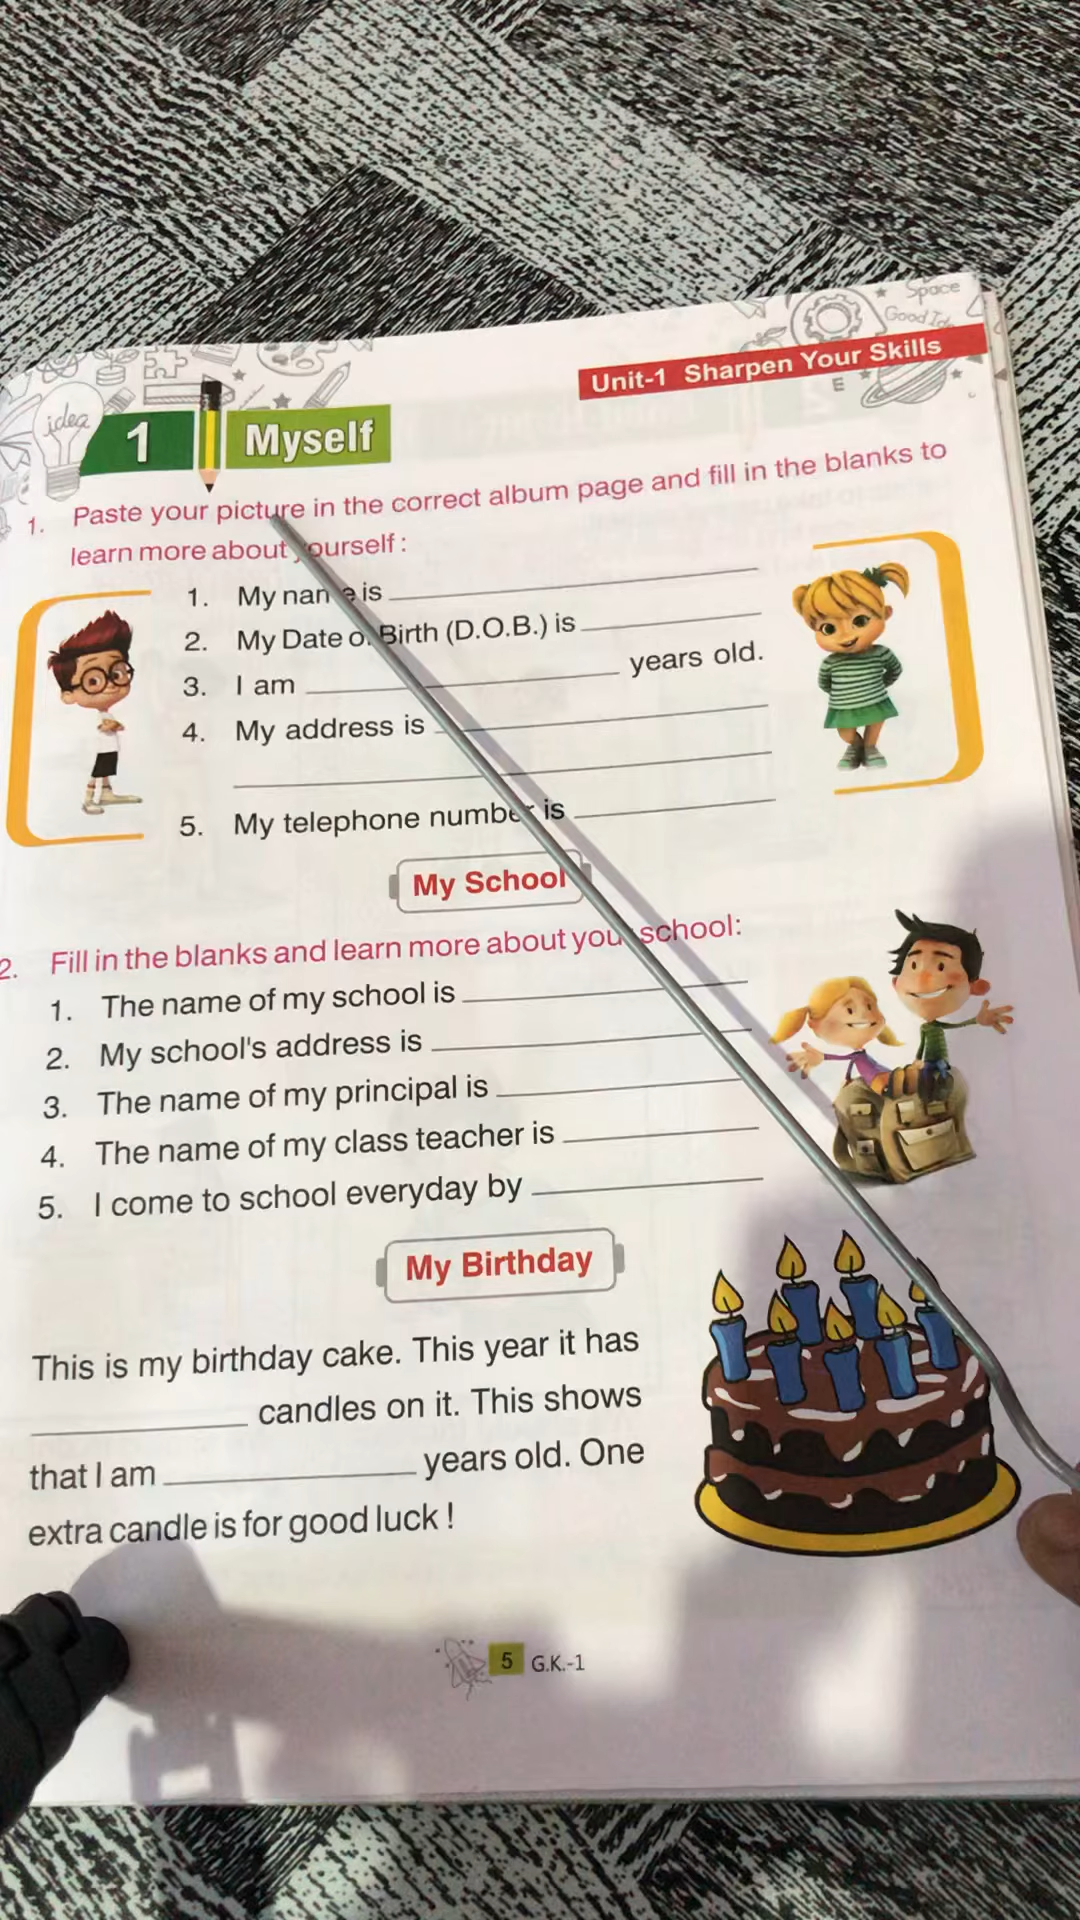 Space
Good Id
Unit-1 Sharpen Your Skills
E
idea
1 Myself
1. Paste your picture in the correct album page and fill in the blanks to
learn more about yourself :
1. My name is
2. My Date of Birth (D.O.B.) is
3. I am years old.
4. My address is
5. My telephone number is
My School
2. Fill in the blanks and learn more about your school:
1. The name of my school is
2. My school's address is
3. The name of my principal is
4. The name of my class teacher is
5. I come to school everyday by
My Birthday
This is my birthday cake. This year it has
candles on it. This shows
that I am years old. One
extra candle is for good luck !
5 G.K.-1